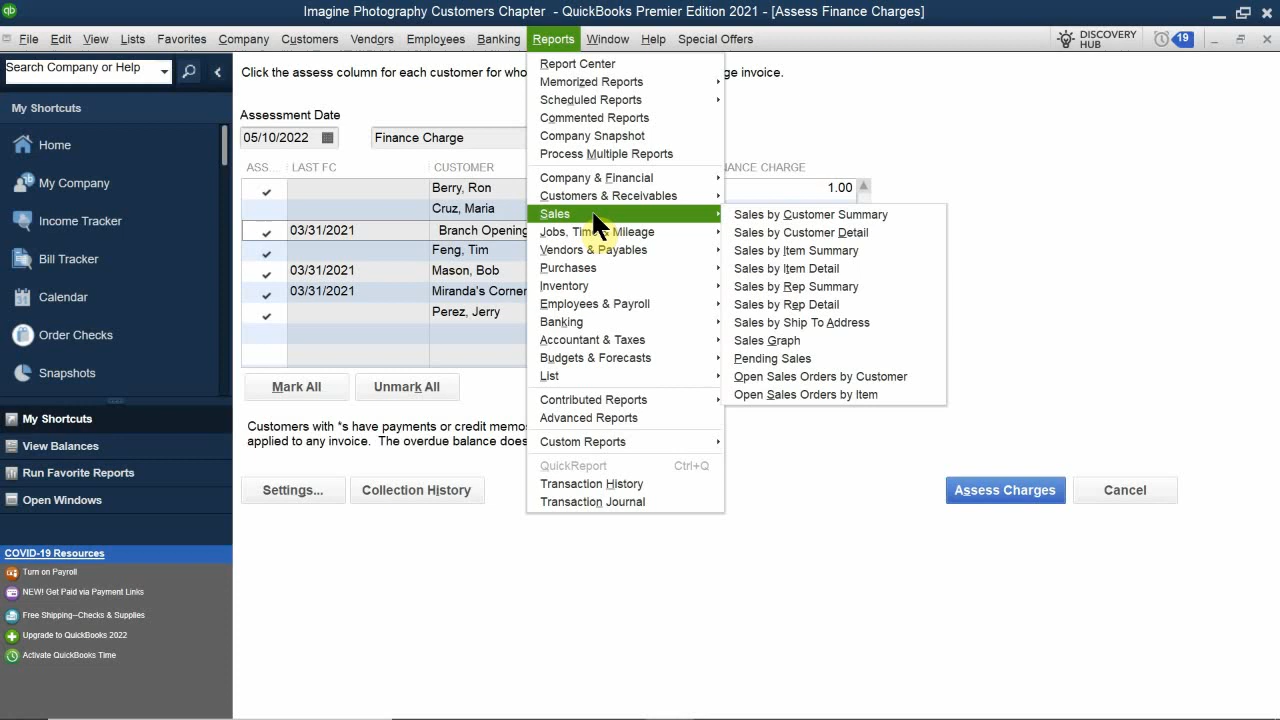 Imagine Photography Customers Chapter - QuickBooks Premier Edition 2021 - [Assess Finance Charges]
File Edit View Lists Favorites Company Customers Vendors Employees Banking Reports Window Help Special Offers
DISCOVERY
HUB
19
Search Company or Help
My Shortcuts
Home
My Company
Income Tracker
Bill Tracker
Calendar
Order Checks
Snapshots
My Shortcuts
View Balances
Run Favorite Reports
Open Windows
COVID-19 Resources
Turn on Payroll
NEW! Get Paid via Payment Links
Free Shipping--Checks & Supplies
Upgrade to QuickBooks 2022
Activate QuickBooks Time
Click the assess column for each customer for who
ge invoice.
Assessment Date
05/10/2022
Finance Charge
ASS... LAST FC CUSTOMER
NANCE CHARGE
Berry, Ron
1.00
Cruz, Maria
03/31/2021 Branch Opening
Feng, Tim
03/31/2021 Mason, Bob
03/31/2021 Miranda's Corner
Perez, Jerry
Mark All
Unmark All
Customers with *s have payments or credit memos
applied to any invoice. The overdue balance does
Settings...
Collection History
Assess Charges
Cancel
Report Center
Memorized Reports
Scheduled Reports
Commented Reports
Company Snapshot
Process Multiple Reports
Company & Financial
Customers & Receivables
Sales
Jobs, Time & Mileage
Vendors & Payables
Purchases
Inventory
Employees & Payroll
Banking
Accountant & Taxes
Budgets & Forecasts
List
Contributed Reports
Advanced Reports
Custom Reports
QuickReport Ctrl+Q
Transaction History
Transaction Journal
Sales by Customer Summary
Sales by Customer Detail
Sales by Item Summary
Sales by Item Detail
Sales by Rep Summary
Sales by Rep Detail
Sales by Ship To Address
Sales Graph
Pending Sales
Open Sales Orders by Customer
Open Sales Orders by Item